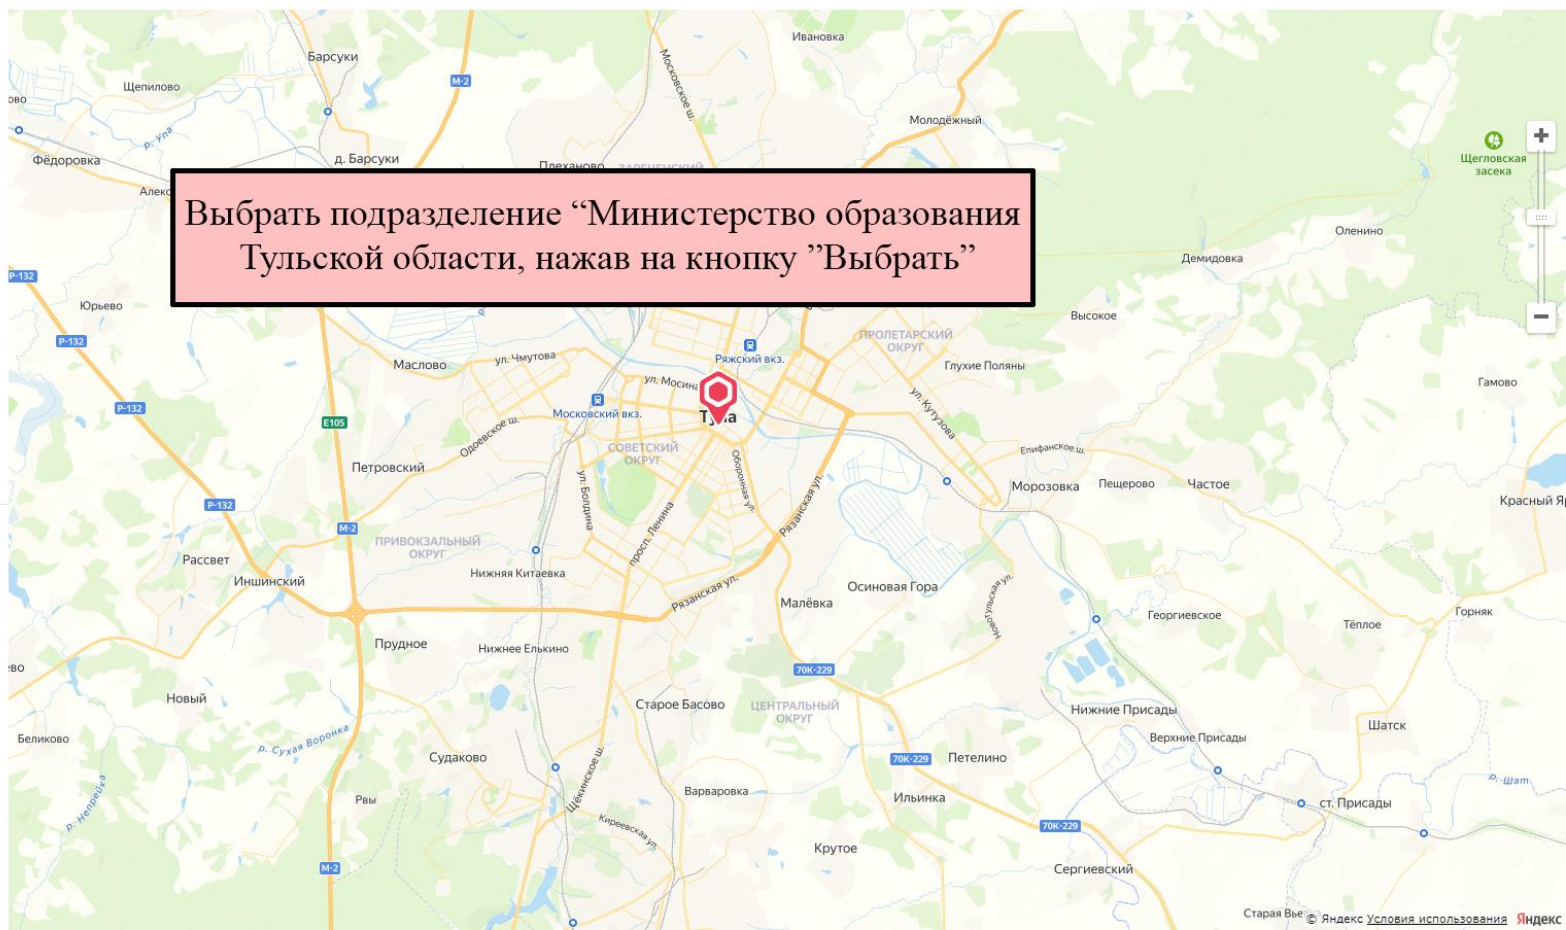 Ивановка
Барсуки
Московское ш.
М-2
Щепилово
ово
Молодёжный
р. Упа
Фёдоровка
д. Барсуки
Плеханово
ЗАРЕЧЕНСКИЙ
Щегловская
засека
Выбрать подразделение “Министерство образования
Тульской области, нажав на кнопку ”Выбрать”
Оленино
Демидовка
Р-132
Юрьево
Высокое
Р-132
ПРОЛЕТАРСКИЙ
ОКРУГ
Ряжский вкз.
ул. Чмутова
Маслово
Глухие Поляны
ул. Мосина
Гамово
Р-132
ул. Кутузова
Московский вкз.
Е105
Одоевское ш.
СОВЕТСКИЙ
ОКРУГ
Епифанское ш.
Петровский
Оборонная ул.
ул. Болдина
Рязанская ул.
Морозовка
Пещерово
Частое
Красный Яр
Р-132
М-2
просп. Ленина
ПРИВОКЗАЛЬНЫЙ
ОКРУГ
Рассвет
Иншинский
Нижняя Китаевка
Рязанская ул.
Осиновая Гора
Малёвка
Новотульская ул.
Георгиевское
Горняк
Тёплое
Прудное
Нижнее Елькино
ево
70К-229
Новый
Старое Басово
ЦЕНТРАЛЬНЫЙ
ОКРУГ
Нижние Присады
Шатск
Беликово
р. Сухая Воронка
Верхние Присады
Судаково
70К-229
Петелино
Щёкинское ш.
р. Шат
р. Непрейка
Рвы
Варваровка
Ильинка
ст. Присады
Киреевская ул.
70К-229
Крутое
М-2
Сергиевский
Старая Вье
© Яндекс Условия использования Яндекс